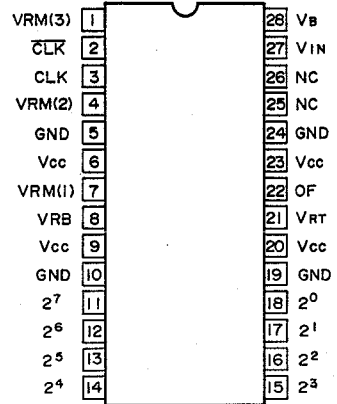 VRM(3) 1 28 VB
CLK 2 27 VIN
CLK 3 26 NC
VRM(2) 4 25 NC
GND 5 24 GND
Vcc 6 23 Vcc
VRM(1) 7 22 OF
VRB 8 21 VRT
Vcc 9 20 Vcc
GND 10 19 GND
2⁷ 11 18 2⁰
2⁶ 12 17 2¹
2⁵ 13 16 2²
2⁴ 14 15 2³